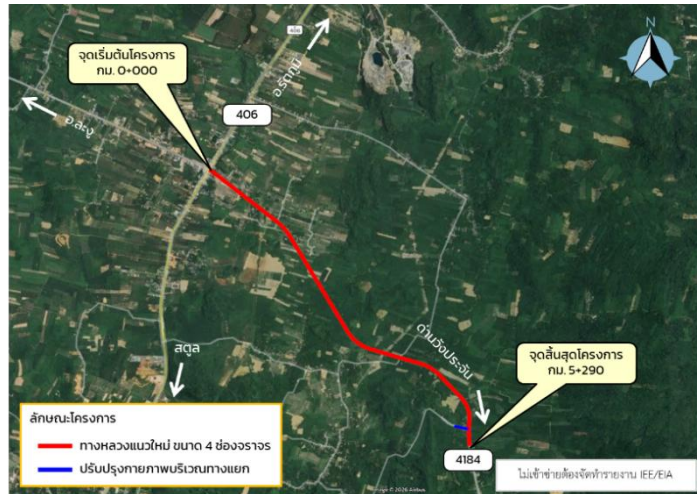 N
จุดเริ่มต้นโครงการ
กม. 0+000
406
อ.รัตภูมิ
406
อ.ละงู
ด่านวังประจัน
สตูล
จุดสิ้นสุดโครงการ
กม. 5+290
4184
ลักษณะโครงการ
ทางหลวงแนวใหม่ ขนาด 4 ช่องจราจร
ปรับปรุงกายภาพบริเวณทางแยก
ไม่เข้าข่ายต้องจัดทำรายงาน IEE/EIA
© 2026 Airbus